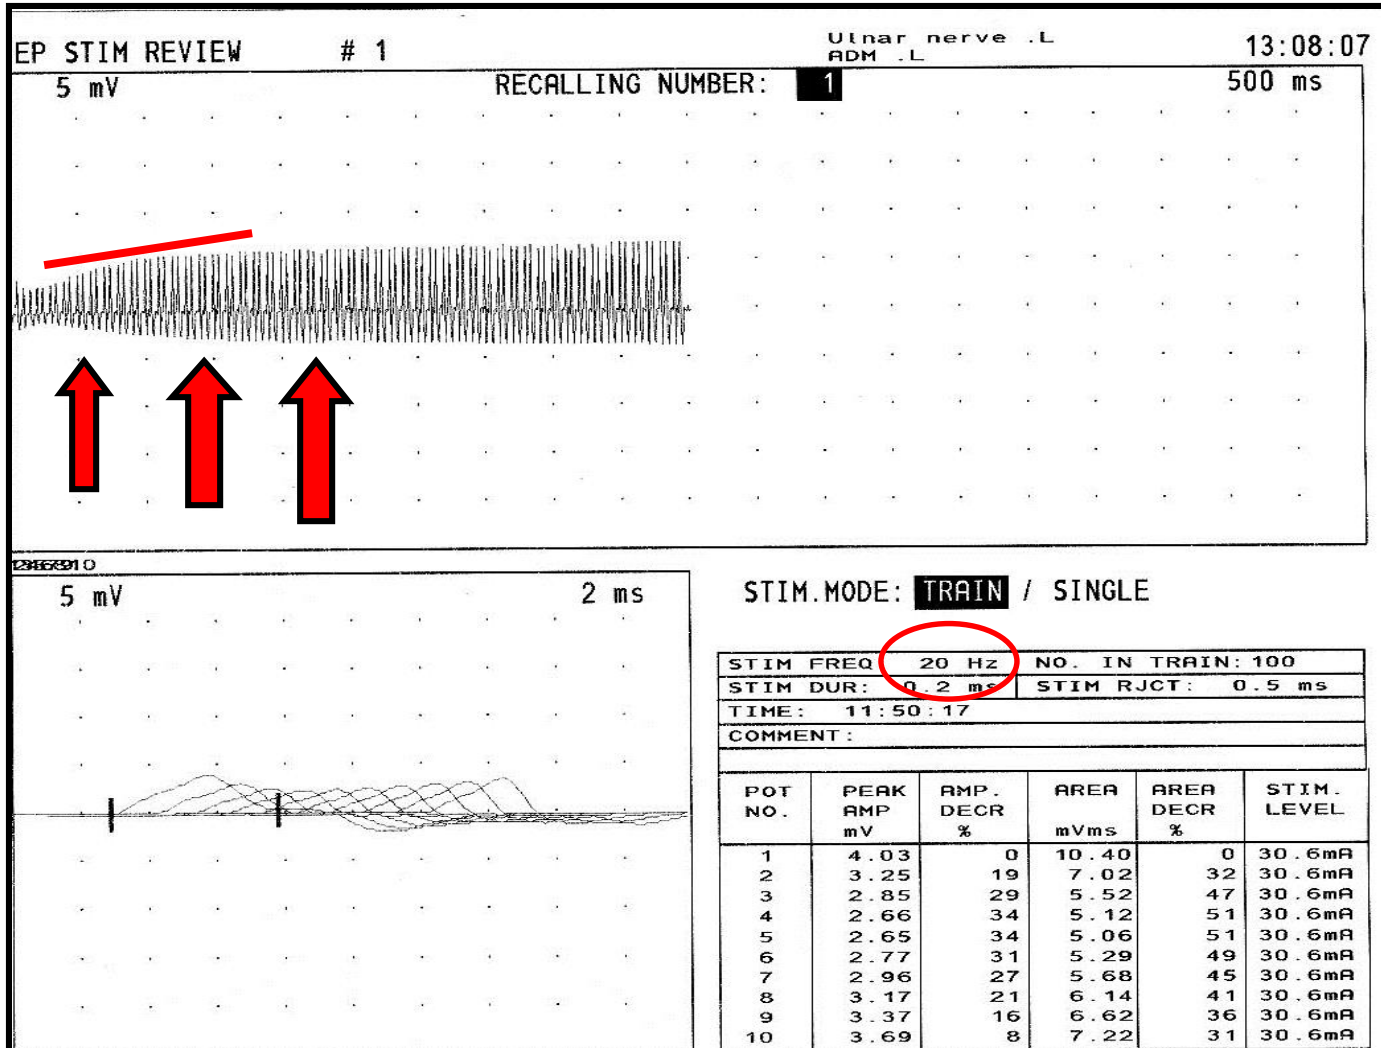 Ulnar nerve .L
EP STIM REVIEW # 1 ADM .L 13:08:07
5 mV RECALLING NUMBER: 1 500 ms
12345678910
5 mV 2 ms
STIM.MODE: TRAIN / SINGLE
STIM FREQ 20 Hz NO. IN TRAIN: 100
STIM DUR: 0.2 ms STIM RJCT: 0.5 ms
TIME: 11:50:17
COMMENT:
POT PEAK AMP. AREA AREA STIM.
NO. AMP DECR DECR LEVEL
mV % mVms %
1 4.03 0 10.40 0 30.6mA
2 3.25 19 7.02 32 30.6mA
3 2.85 29 5.52 47 30.6mA
4 2.66 34 5.12 51 30.6mA
5 2.65 34 5.06 51 30.6mA
6 2.77 31 5.29 49 30.6mA
7 2.96 27 5.68 45 30.6mA
8 3.17 21 6.14 41 30.6mA
9 3.37 16 6.62 36 30.6mA
10 3.69 8 7.22 31 30.6mA